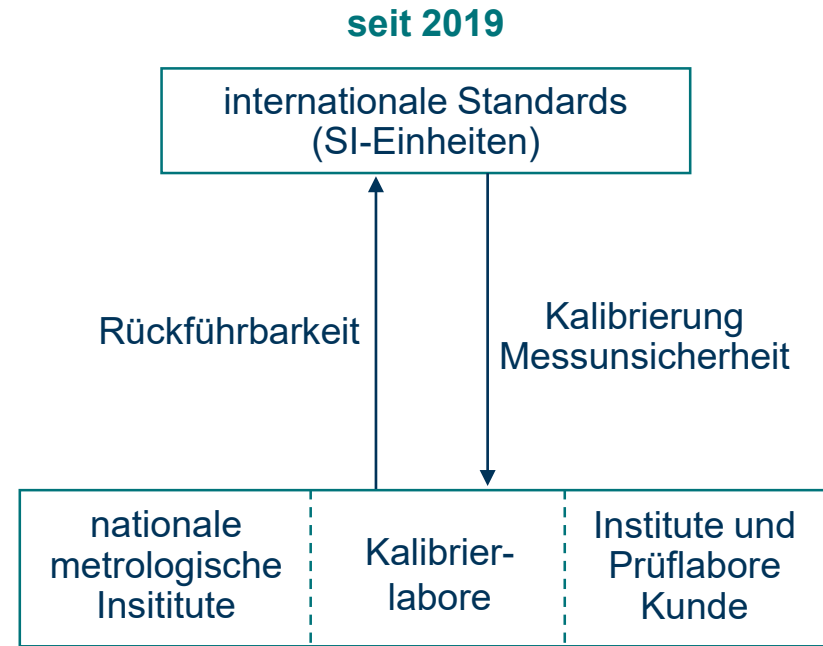 seit 2019
internationale Standards
(SI-Einheiten)
Rückführbarkeit
Kalibrierung
Messunsicherheit
nationale
metrologische
Insititute
Kalibrier-
labore
Institute und
Prüflabore
Kunde